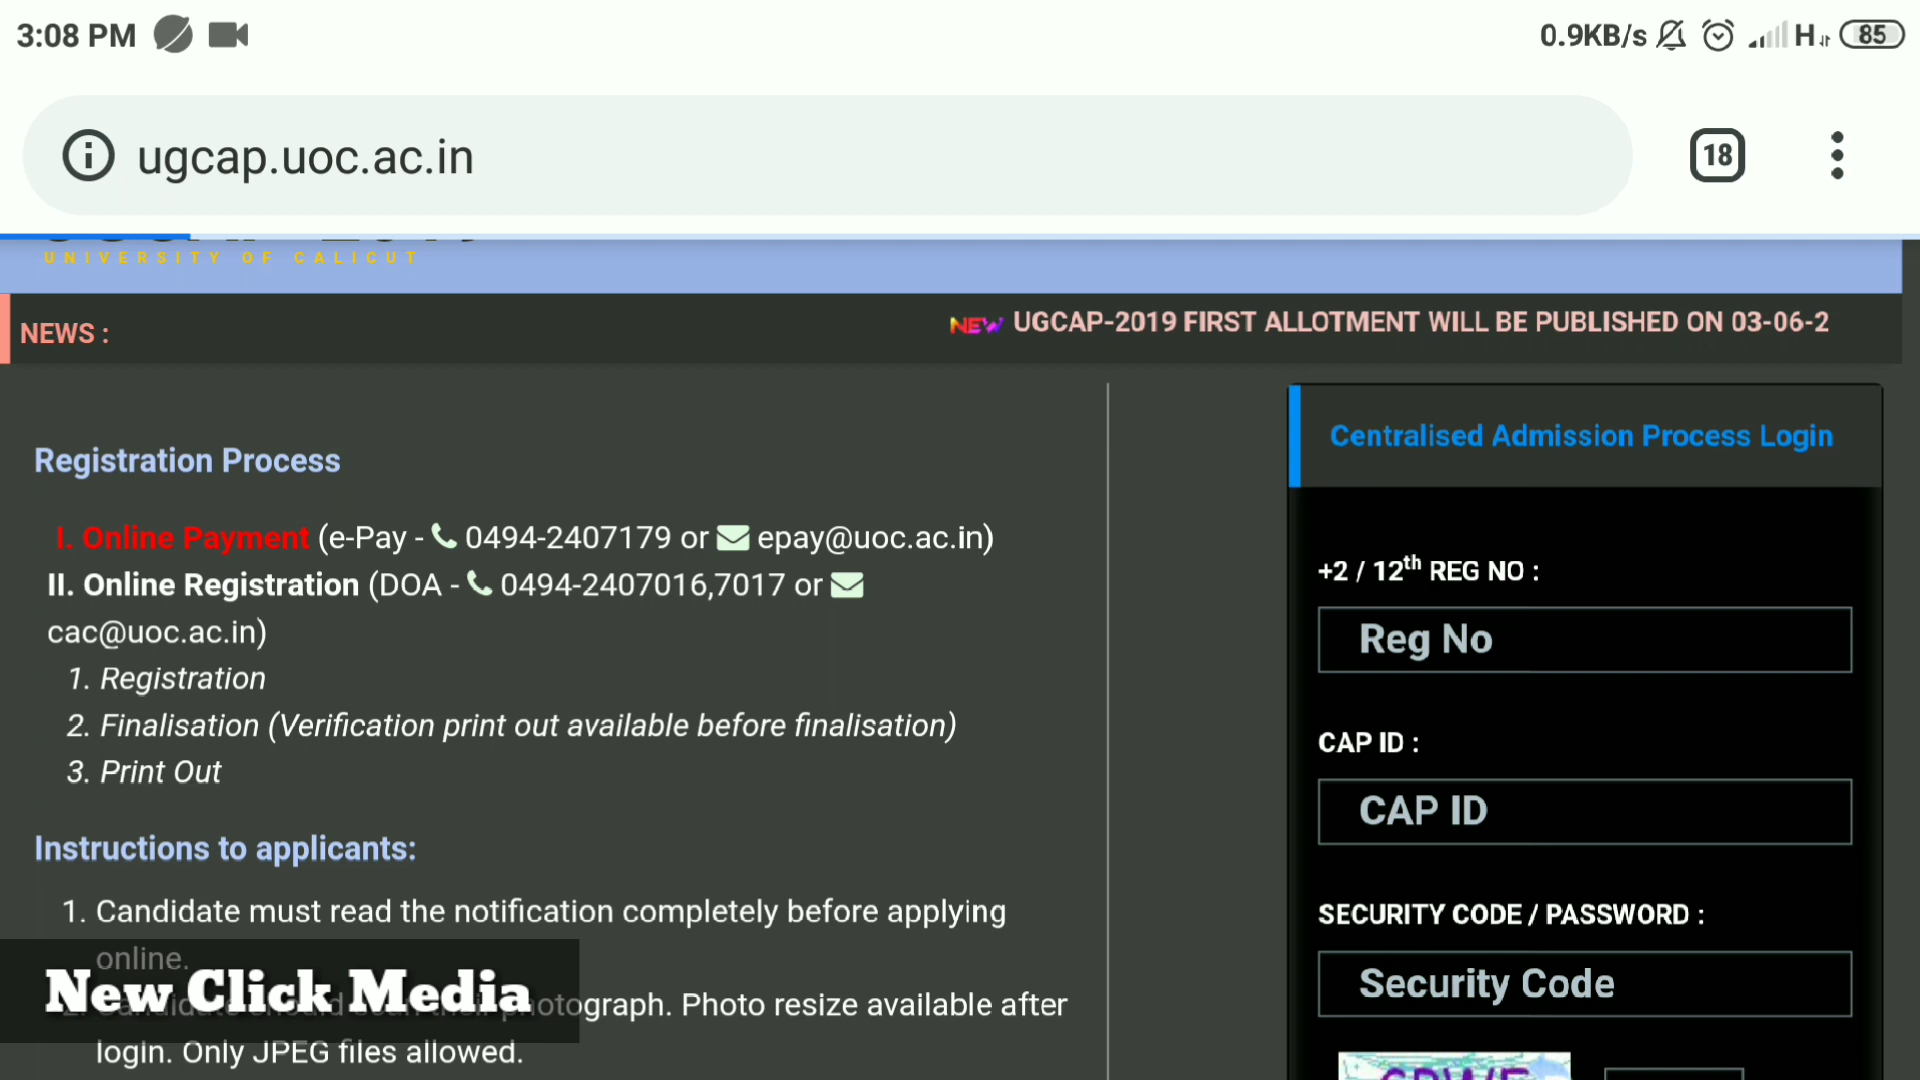 3:08 PM
0.9KB/s H 85
ugcap.uoc.ac.in
18
UNIVERSITY OF CALICUT
NEWS :
NEW UGCAP-2019 FIRST ALLOTMENT WILL BE PUBLISHED ON 03-06-2
Registration Process
I. Online Payment (e-Pay - 0494-2407179 or epay@uoc.ac.in)
II. Online Registration (DOA - 0494-2407016,7017 or
cac@uoc.ac.in)
1. Registration
2. Finalisation (Verification print out available before finalisation)
3. Print Out
Instructions to applicants:
1. Candidate must read the notification completely before applying
online.
2. photograph. Photo resize available after
login. Only JPEG files allowed.
New Click Media
Centralised Admission Process Login
+2 / 12th REG NO :
Reg No
CAP ID :
CAP ID
SECURITY CODE / PASSWORD :
Security Code